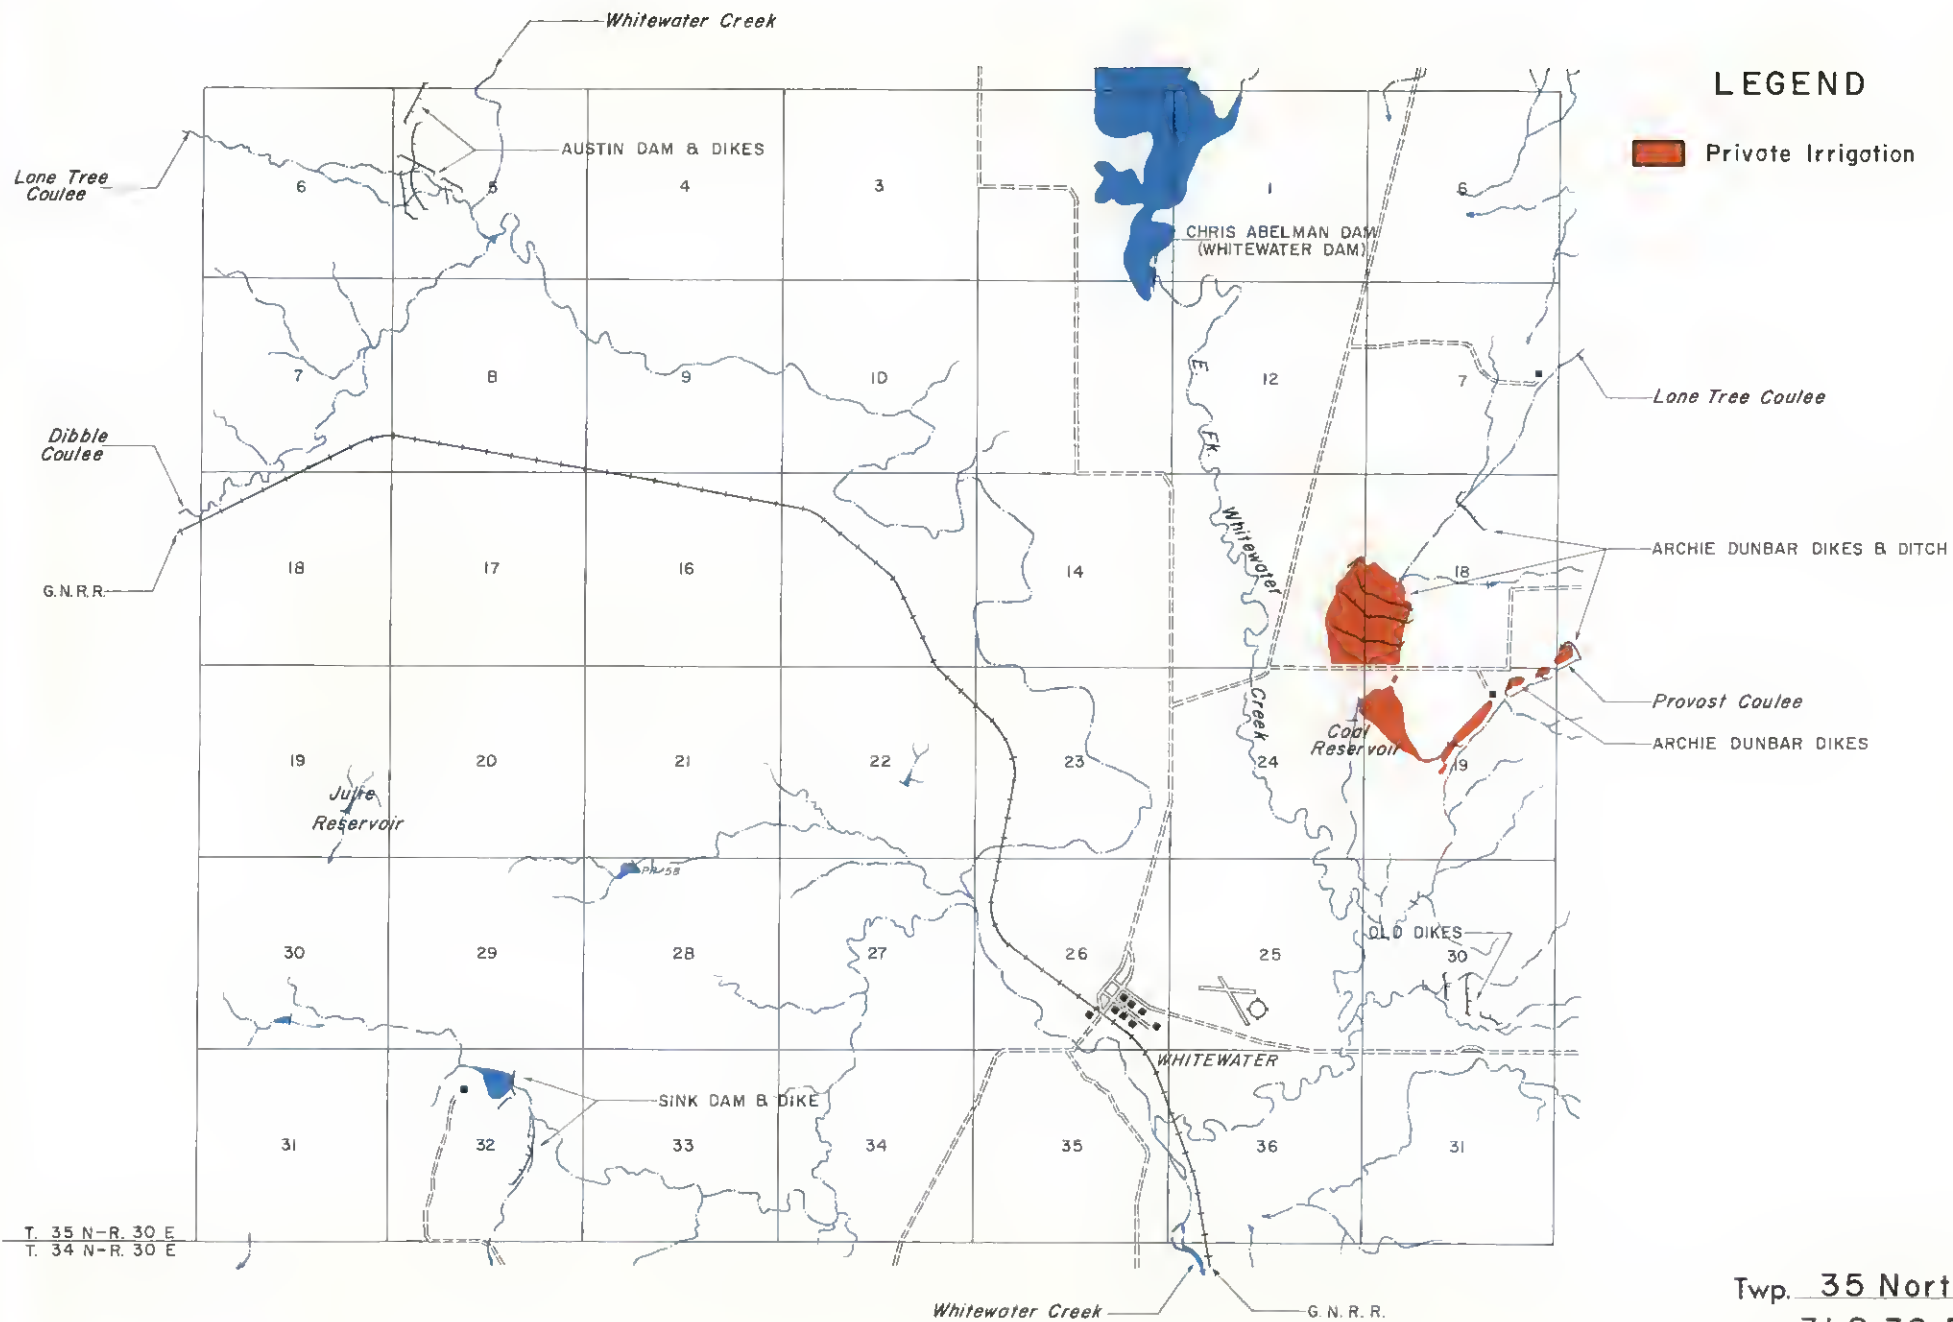 Whitewater Creek
LEGEND
Private Irrigation
AUSTIN DAM & DIKES
Lone Tree
Coulee
6
5
4
3
1
6
CHRIS ABELMAN DAM
(WHITEWATER DAM)
7
8
9
10
12
7
E. Fk. Whitewater Creek
Lone Tree Coulee
Dibble
Coulee
G.N.R.R.
18
17
16
14
18
ARCHIE DUNBAR DIKES & DITCH
Provost Coulee
ARCHIE DUNBAR DIKES
Coal
Reservoir
19
20
21
22
23
24
19
Reservoir
PR-58
OLD DIKES
30
29
28
27
26
25
30
WHITEWATER
SINK DAM & DIKE
31
32
33
34
35
36
31
T. 35 N-R. 30 E
T. 34 N-R. 30 E
Whitewater Creek
G.N.R.R.
Twp. 35 Nort